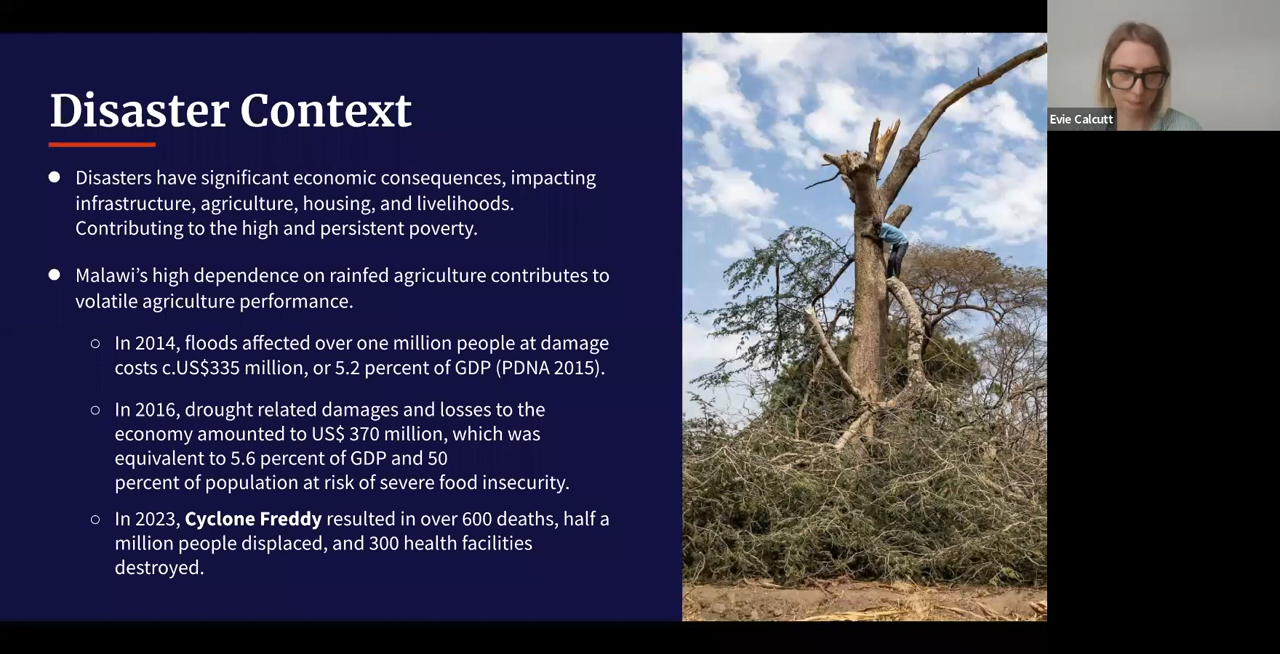 Disaster Context
Disasters have significant economic consequences, impacting
infrastructure, agriculture, housing, and livelihoods.
Contributing to the high and persistent poverty.
Malawi’s high dependence on rainfed agriculture contributes to
volatile agriculture performance.
In 2014, floods affected over one million people at damage
costs c.US$335 million, or 5.2 percent of GDP (PDNA 2015).
In 2016, drought related damages and losses to the
economy amounted to US$ 370 million, which was
equivalent to 5.6 percent of GDP and 50
percent of population at risk of severe food insecurity.
In 2023, Cyclone Freddy resulted in over 600 deaths, half a
million people displaced, and 300 health facilities
destroyed.
Evie Calcutt